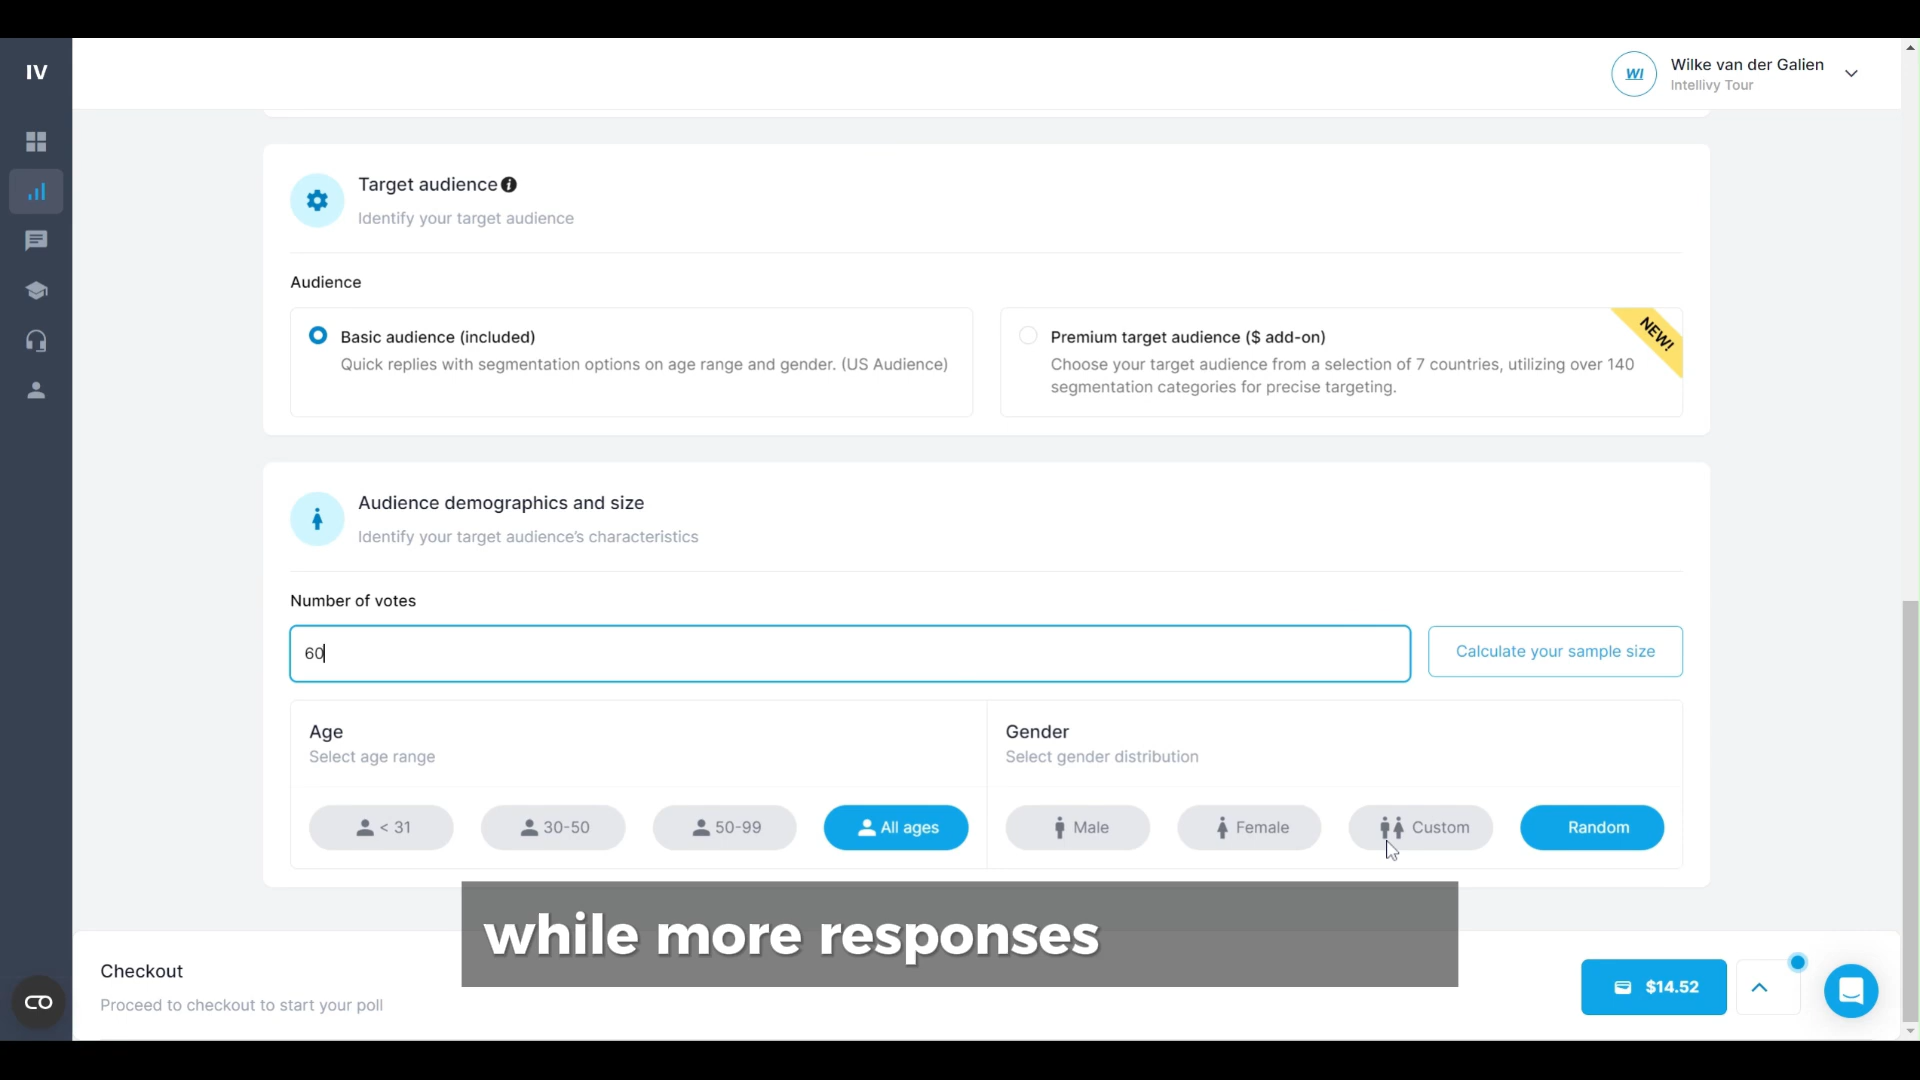 IV
WI
Wilke van der Galien
Intellivy Tour
Target audience
Identify your target audience
Audience
Basic audience (included)
Quick replies with segmentation options on age range and gender. (US Audience)
Premium target audience ($ add-on)
Choose your target audience from a selection of 7 countries, utilizing over 140
segmentation categories for precise targeting.
NEW!
Audience demographics and size
Identify your target audience's characteristics
Number of votes
60
Calculate your sample size
Age
Select age range
< 31
30-50
50-99
All ages
Gender
Select gender distribution
Male
Female
Custom
Random
while more responses
Checkout
Proceed to checkout to start your poll
$14.52